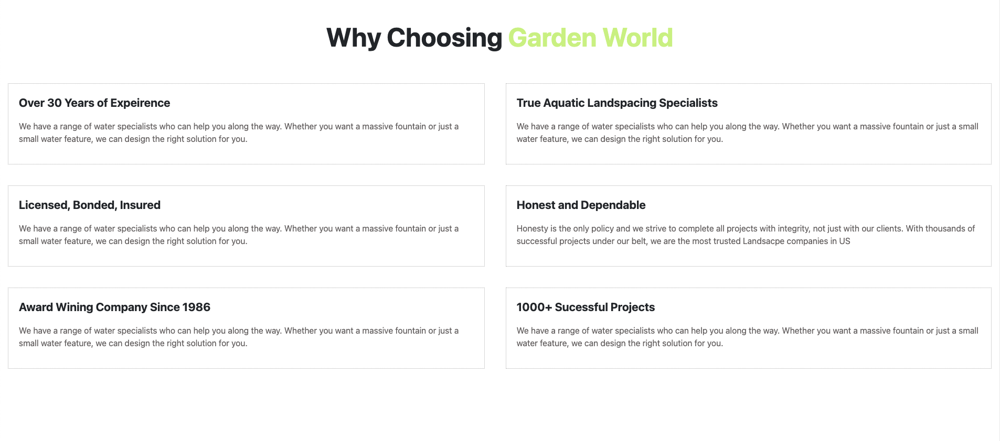 Why Choosing Garden World
Over 30 Years of Expeirence
We have a range of water specialists who can help you along the way. Whether you want a massive fountain or just a
small water feature, we can design the right solution for you.
True Aquatic Landspacing Specialists
We have a range of water specialists who can help you along the way. Whether you want a massive fountain or just a small
water feature, we can design the right solution for you.
Licensed, Bonded, Insured
We have a range of water specialists who can help you along the way. Whether you want a massive fountain or just a
small water feature, we can design the right solution for you.
Honest and Dependable
Honesty is the only policy and we strive to complete all projects with integrity, not just with our clients. With thousands of
successful projects under our belt, we are the most trusted Landsacpe companies in US
Award Wining Company Since 1986
We have a range of water specialists who can help you along the way. Whether you want a massive fountain or just a
small water feature, we can design the right solution for you.
1000+ Sucessful Projects
We have a range of water specialists who can help you along the way. Whether you want a massive fountain or just a small
water feature, we can design the right solution for you.